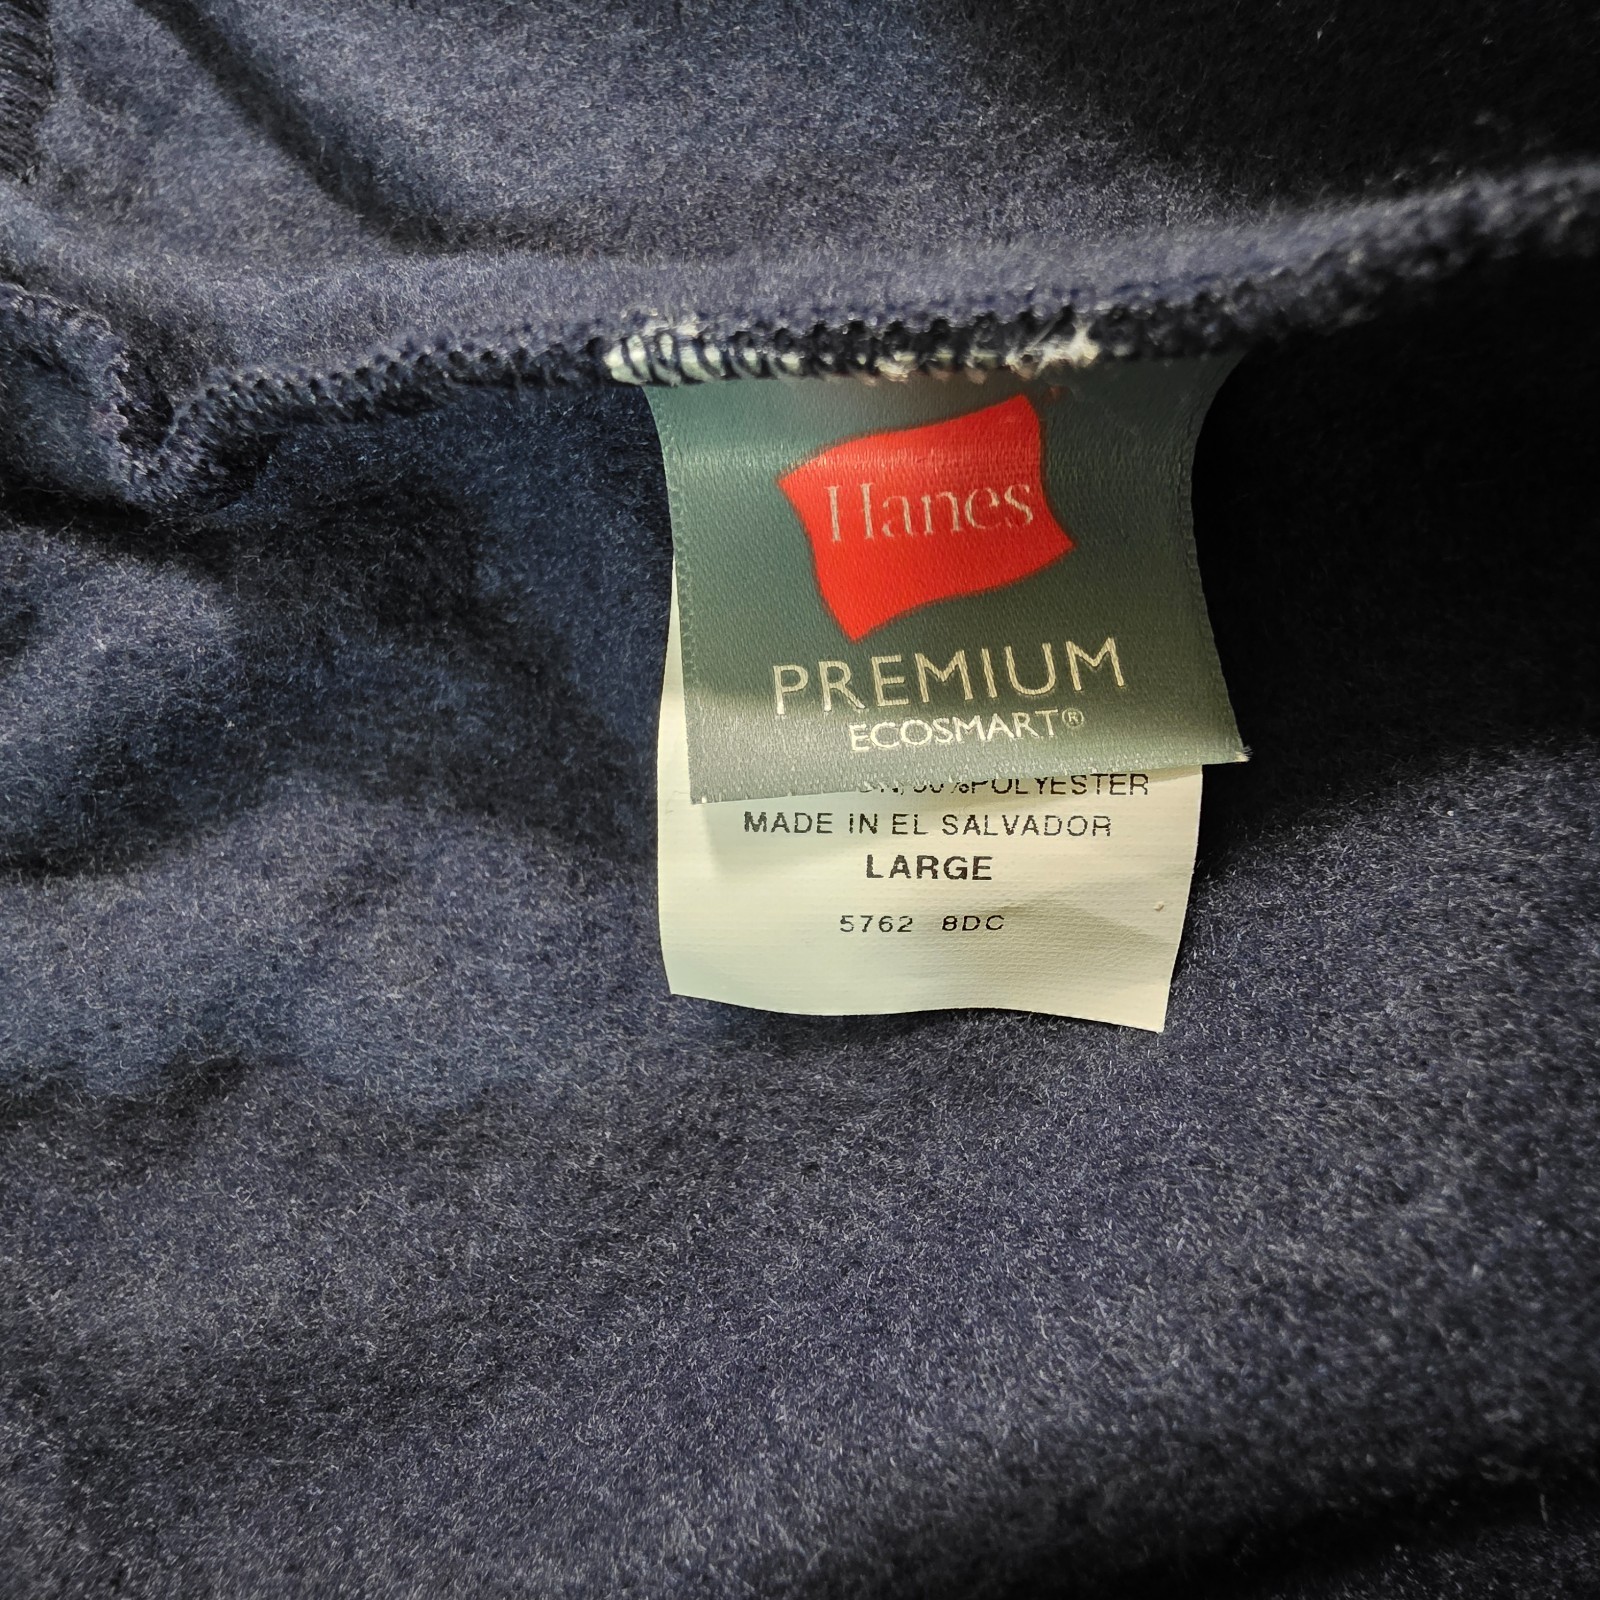 Hanes
PREMIUM
ECOSMART®
POLYESTER
MADE IN EL SALVADOR
LARGE
5762 8DC